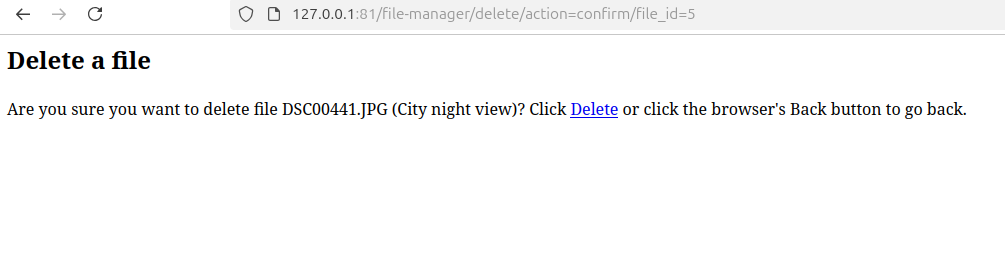 127.0.0.1:81/file-manager/delete/action=confirm/file_id=5
Delete a file
Are you sure you want to delete file DSC00441.JPG (City night view)? Click Delete or click the browser's Back button to go back.